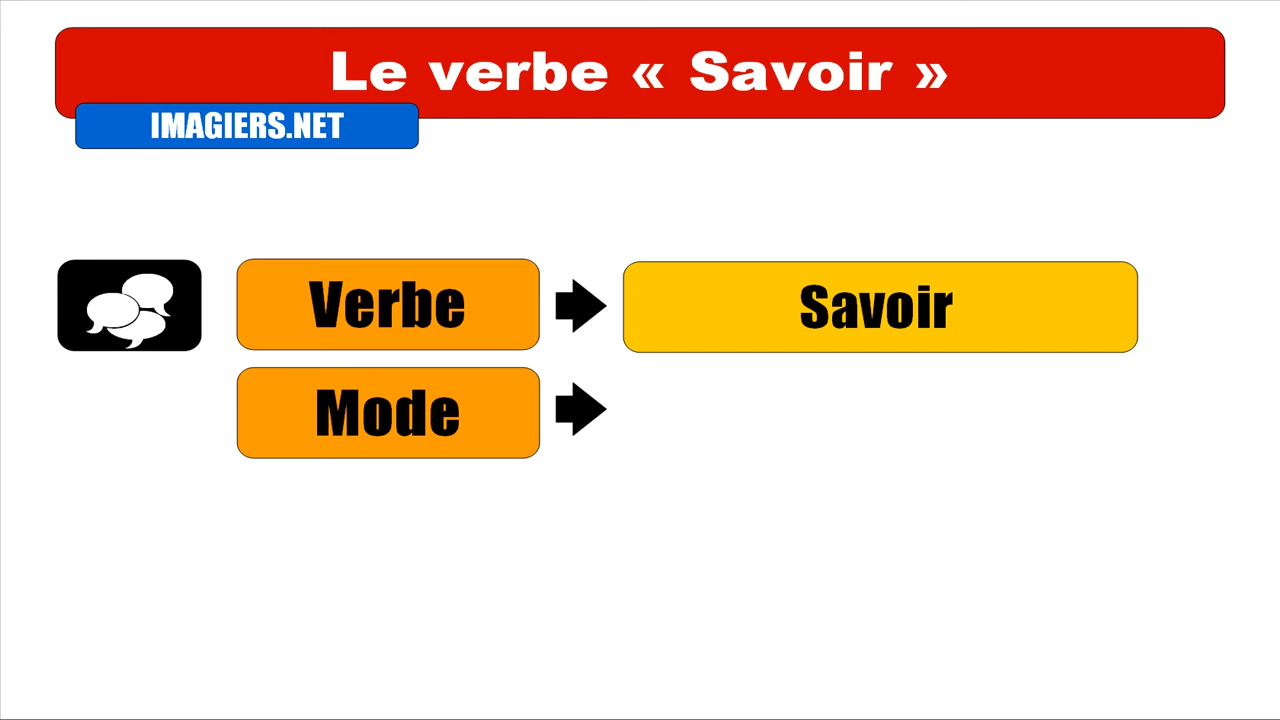 Le verbe « Savoir »
IMAGIERS.NET
Verbe
Savoir
Mode